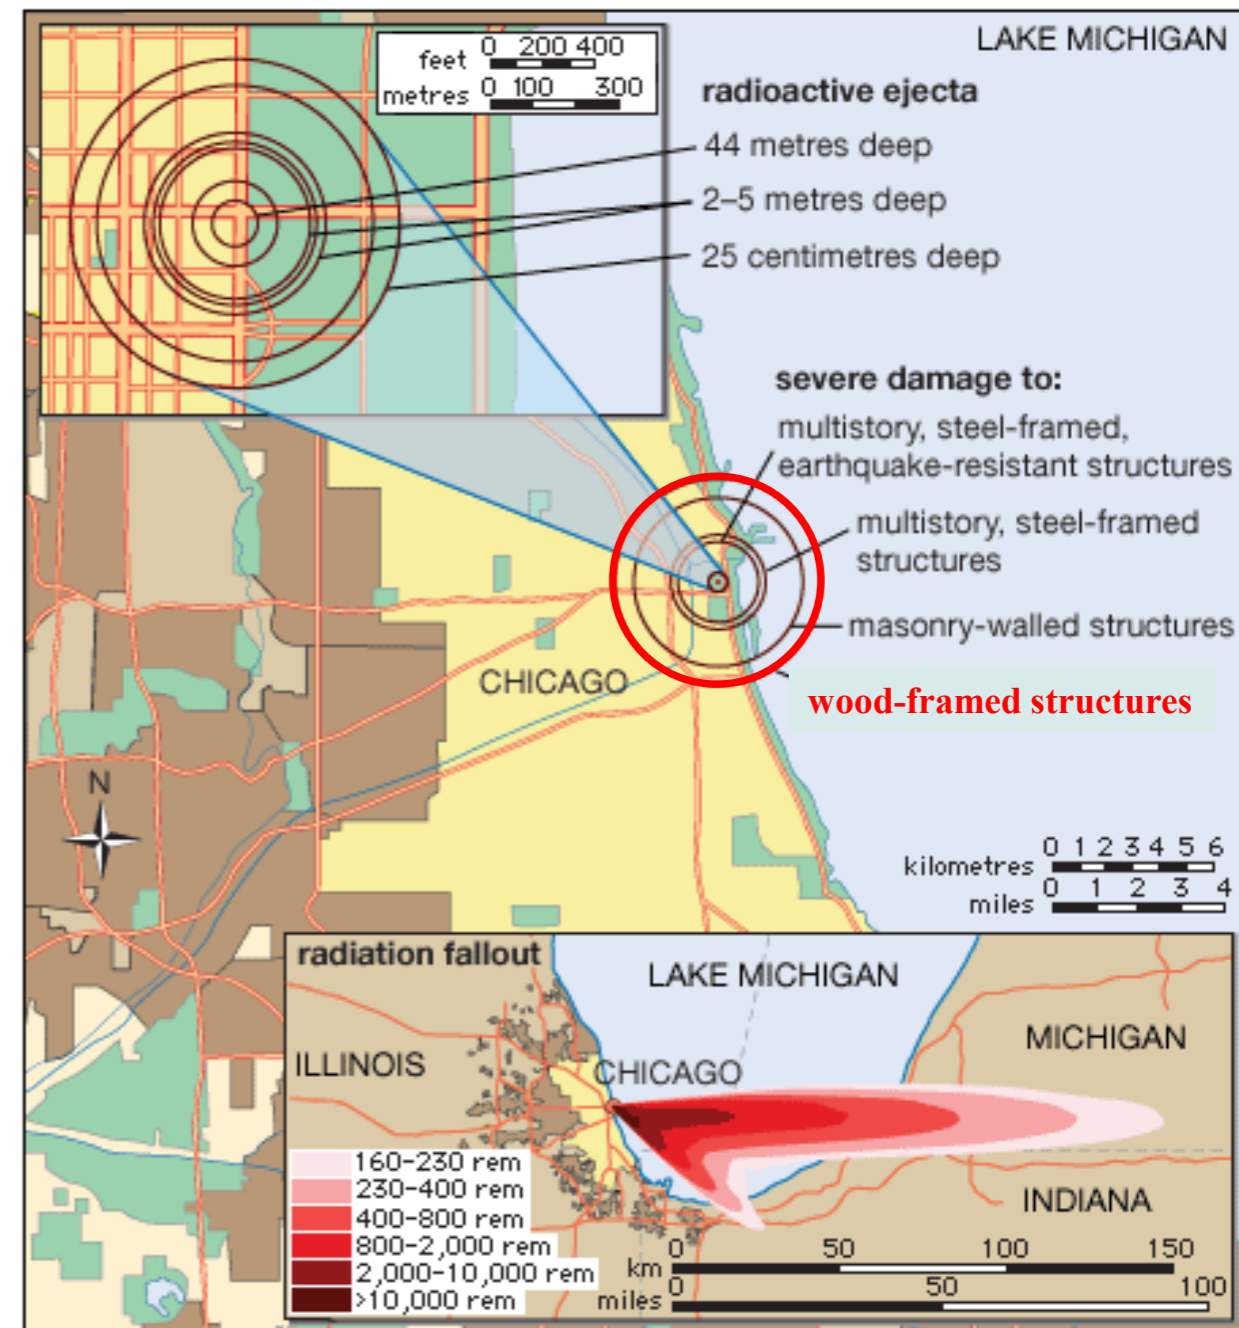 LAKE MICHIGAN
feet 0 200 400
metres 0 100 300
radioactive ejecta
44 metres deep
2–5 metres deep
25 centimetres deep
severe damage to:
multistory, steel-framed,
earthquake-resistant structures
multistory, steel-framed
structures
masonry-walled structures
wood-framed structures
CHICAGO
N
kilometres 0 1 2 3 4 5 6
miles 0 1 2 3 4
radiation fallout
LAKE MICHIGAN
MICHIGAN
ILLINOIS
CHICAGO
INDIANA
160–230 rem
230–400 rem
400–800 rem
800–2,000 rem
2,000–10,000 rem
>10,000 rem
km 0 50 100 150
miles 0 50 100